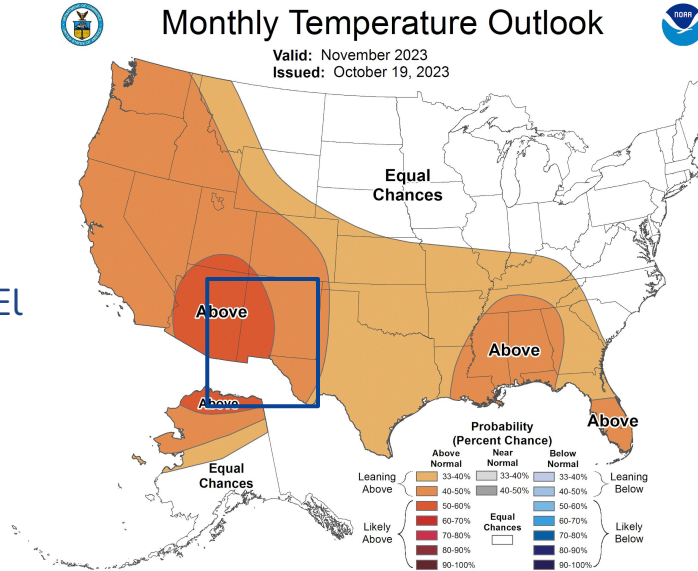 Monthly Temperature Outlook
NOAA
Valid: November 2023
Issued: October 19, 2023
Equal
Chances
El
Above
Above
Above
Above
Equal
Chances
Probability
(Percent Chance)
Above
Normal
Near
Normal
Below
Normal
Leaning
Above
33-40%
40-50%
33-40%
40-50%
33-40%
40-50%
Leaning
Below
Likely
Above
50-60%
60-70%
70-80%
80-90%
90-100%
Equal
Chances
50-60%
60-70%
70-80%
80-90%
90-100%
Likely
Below